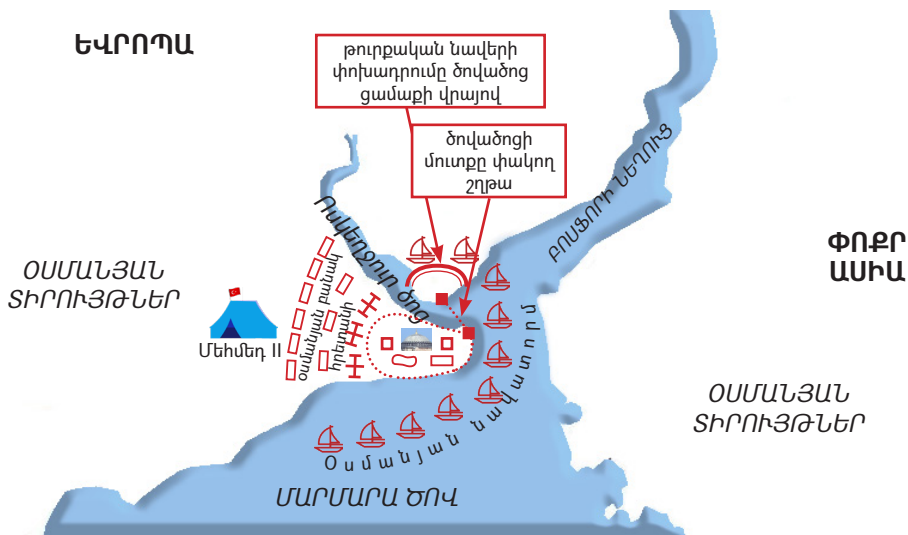 ԵՎՐՈՊԱ
թուրքական նավերի
փոխադրումը ծովածոց
ցամաքի վրայով
ծովածոցի
մուտքը փակող
շղթա
ԲՈՍՖՈՐԻ ՆԵՂՈՒՑ
ՓՈՔՐ
ԱՍԻԱ
ՕՍՄԱՆՅԱՆ
ՏԻՐՈՒՅԹՆԵՐ
Ոսկեղջյուր ծոց
Մեհմեդ II
օսմանյան բանակ
հրետանի
Օսմանյան նավատորմ
ՕՍՄԱՆՅԱՆ
ՏԻՐՈՒՅԹՆԵՐ
ՄԱՐՄԱՐԱ ԾՈՎ